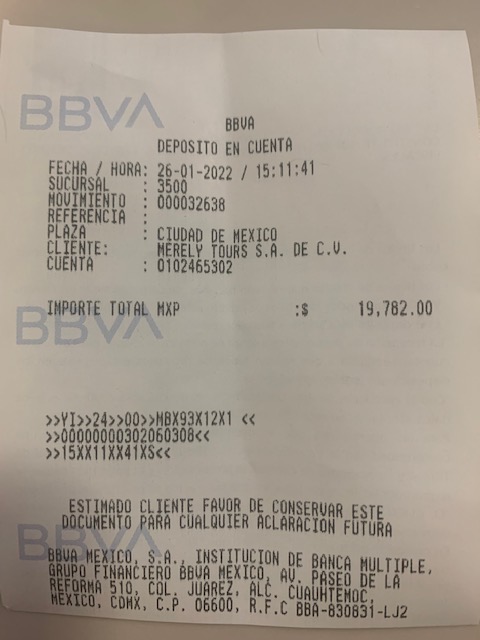 BBVA
BBVA
DEPOSITO EN CUENTA
FECHA / HORA: 26-01-2022 / 15:11:41
SUCURSAL : 3500
MOVIMIENTO : 000032638
REFERENCIA :
PLAZA : CIUDAD DE MEXICO
CLIENTE: MERELY TOURS S.A. DE C.V.
CUENTA : 0102465302
IMPORTE TOTAL MXP :$ 19,782.00
BBVA
>>YI>>24>>00>>MBX93X12X1 <<
>>00000000302060308<<
>>15XX11XX41XS<<
ESTIMADO CLIENTE FAVOR DE CONSERVAR ESTE
DOCUMENTO PARA CUALQUIER ACLARACION FUTURA
BBVA
BBVA MEXICO, S.A., INSTITUCION DE BANCA MULTIPLE,
GRUPO FINANCIERO BBVA MEXICO, AV. PASEO DE LA
REFORMA 510, COL. JUAREZ, ALC. CUAUHTEMOC,
MEXICO, CDMX, C.P. 06600, R.F.C BBA-830831-LJ2